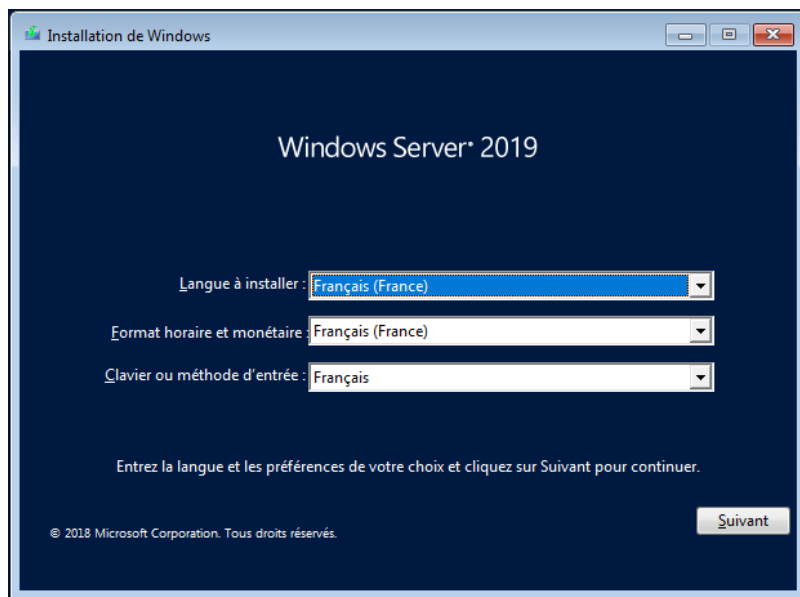 Installation de Windows
Windows Server® 2019
Langue à installer : Français (France)
Format horaire et monétaire : Français (France)
Clavier ou méthode d'entrée : Français
Entrez la langue et les préférences de votre choix et cliquez sur Suivant pour continuer.
Suivant
© 2018 Microsoft Corporation. Tous droits réservés.